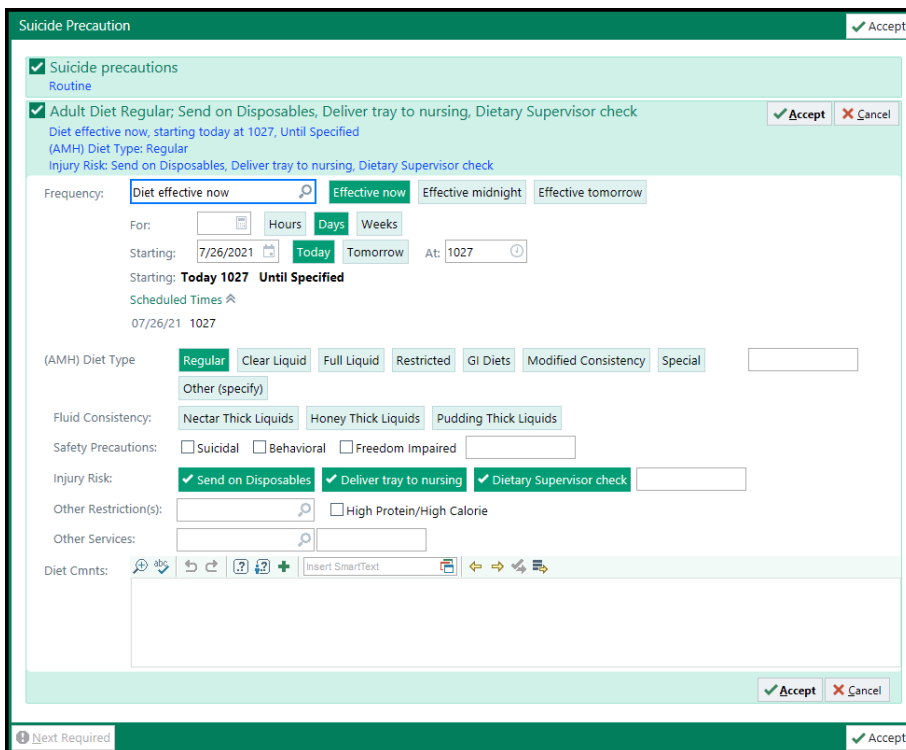 Suicide Precaution
Accept
Suicide precautions
Routine
Adult Diet Regular; Send on Disposables, Deliver tray to nursing, Dietary Supervisor check
Accept Cancel
Diet effective now, starting today at 1027, Until Specified
(AMH) Diet Type: Regular
Injury Risk: Send on Disposables, Deliver tray to nursing, Dietary Supervisor check
Frequency: Diet effective now Effective now Effective midnight Effective tomorrow
For: Hours Days Weeks
Starting: 7/26/2021 Today Tomorrow At: 1027
Starting: Today 1027 Until Specified
Scheduled Times
07/26/21 1027
(AMH) Diet Type Regular Clear Liquid Full Liquid Restricted GI Diets Modified Consistency Special
Other (specify)
Fluid Consistency: Nectar Thick Liquids Honey Thick Liquids Pudding Thick Liquids
Safety Precautions: Suicidal Behavioral Freedom Impaired
Injury Risk: Send on Disposables Deliver tray to nursing Dietary Supervisor check
Other Restriction(s): High Protein/High Calorie
Other Services:
Diet Cmnts: abc Insert SmartText
Accept Cancel
Next Required Accept